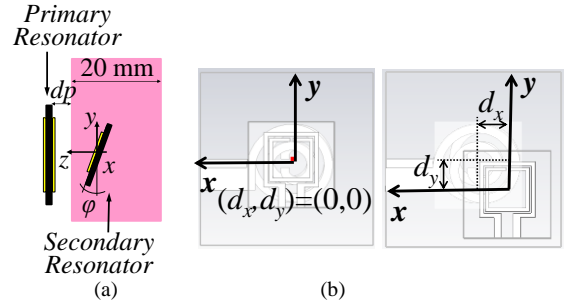 Primary
Resonator
20 mm
dp
y
z
x
φ
Secondary
Resonator
(a)
y
x
(dx,dy)=(0,0)
y
dx
dy
x
(b)